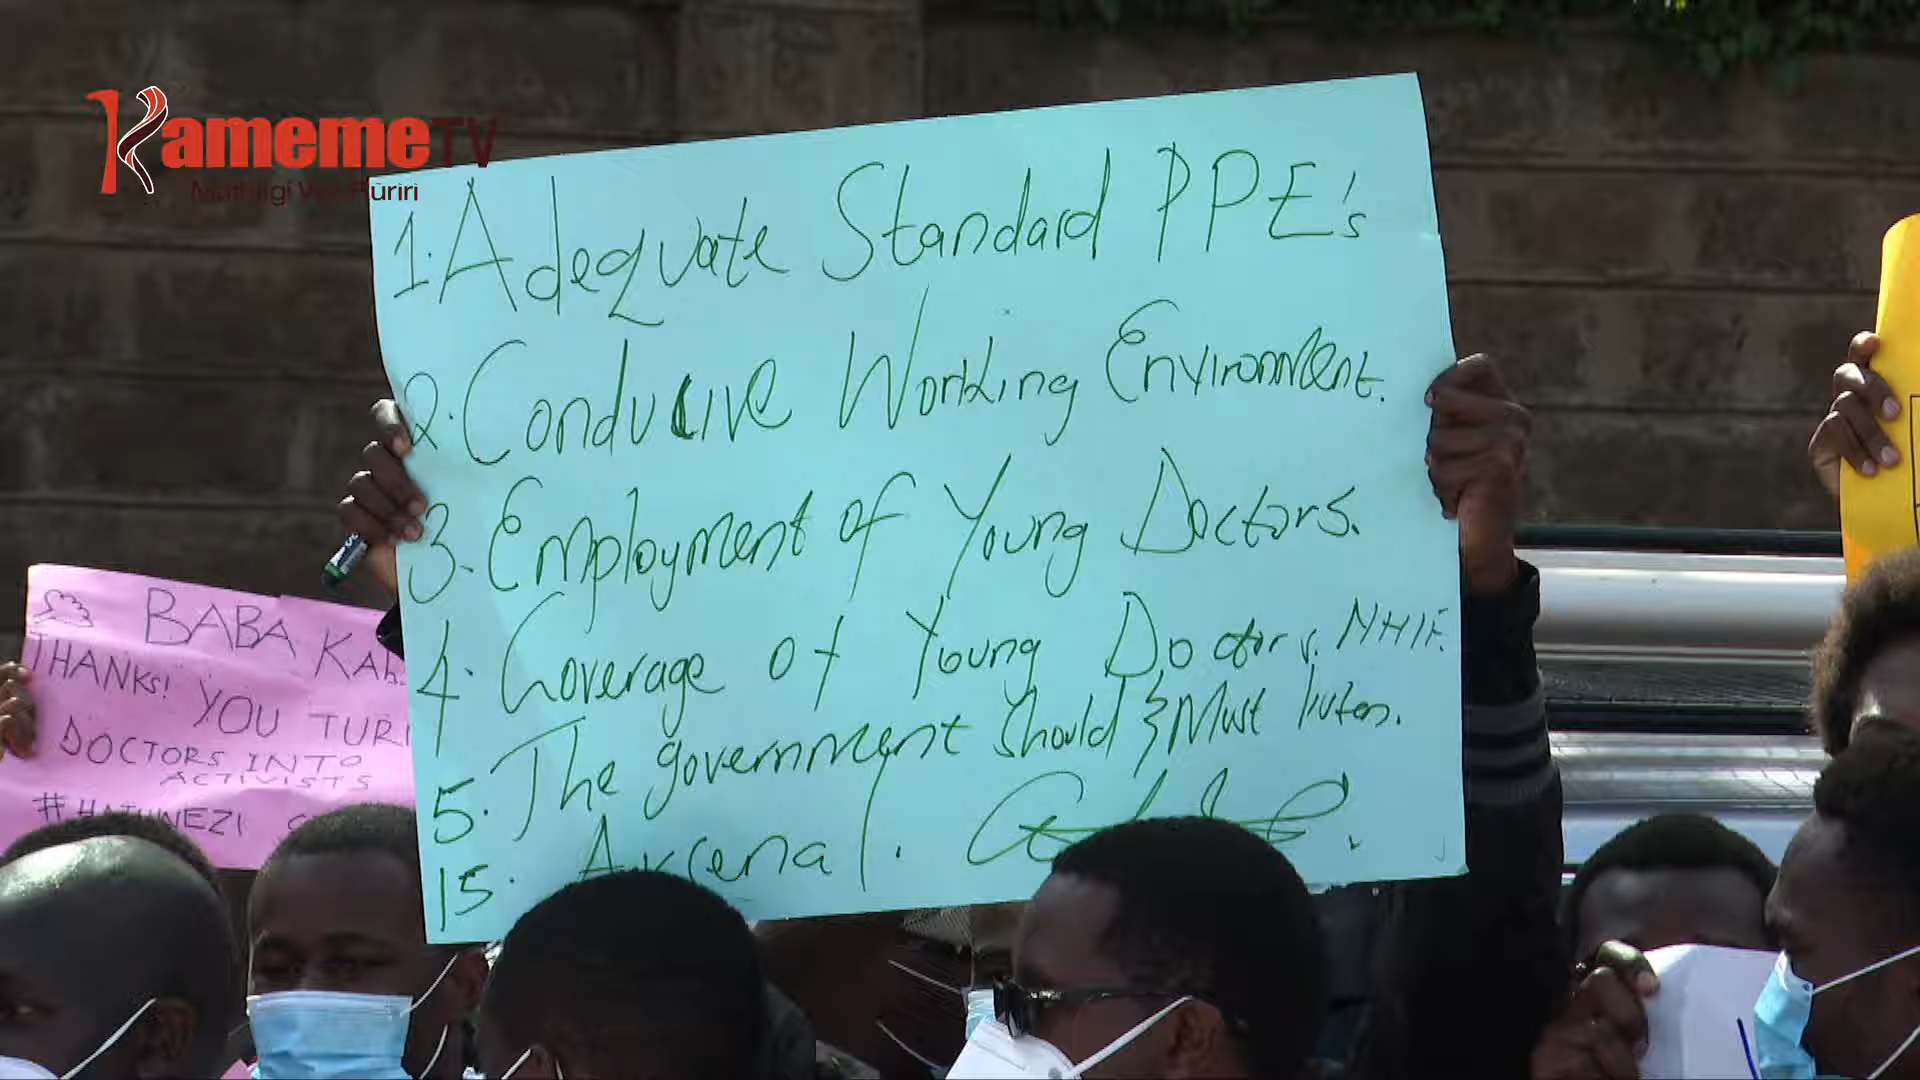 Kameme TV
1. Adequate Standard PPE's
2. Conducive Working Environment.
3. Employment of Young Doctors.
4. Coverage of Young Doctors. NHIF.
5. The government should & Must listen.
15. Arsenal.
BABA
THANKS! YOU TURN
DOCTORS INTO
ACTIVISTS